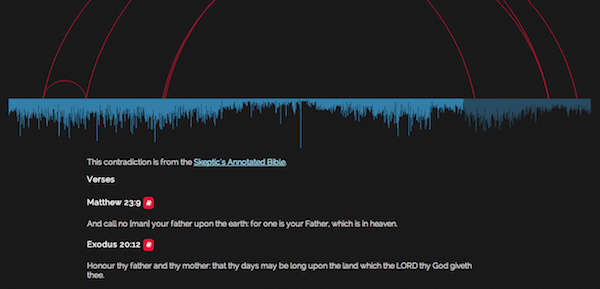 This contradiction is from the Skeptic's Annotated Bible.
Verses
Matthew 23:9
And call no [man] your father upon the earth: for one is your Father, which is in heaven.
Exodus 20:12
Honour thy father and thy mother: that thy days may be long upon the land which the LORD thy God giveth
thee.